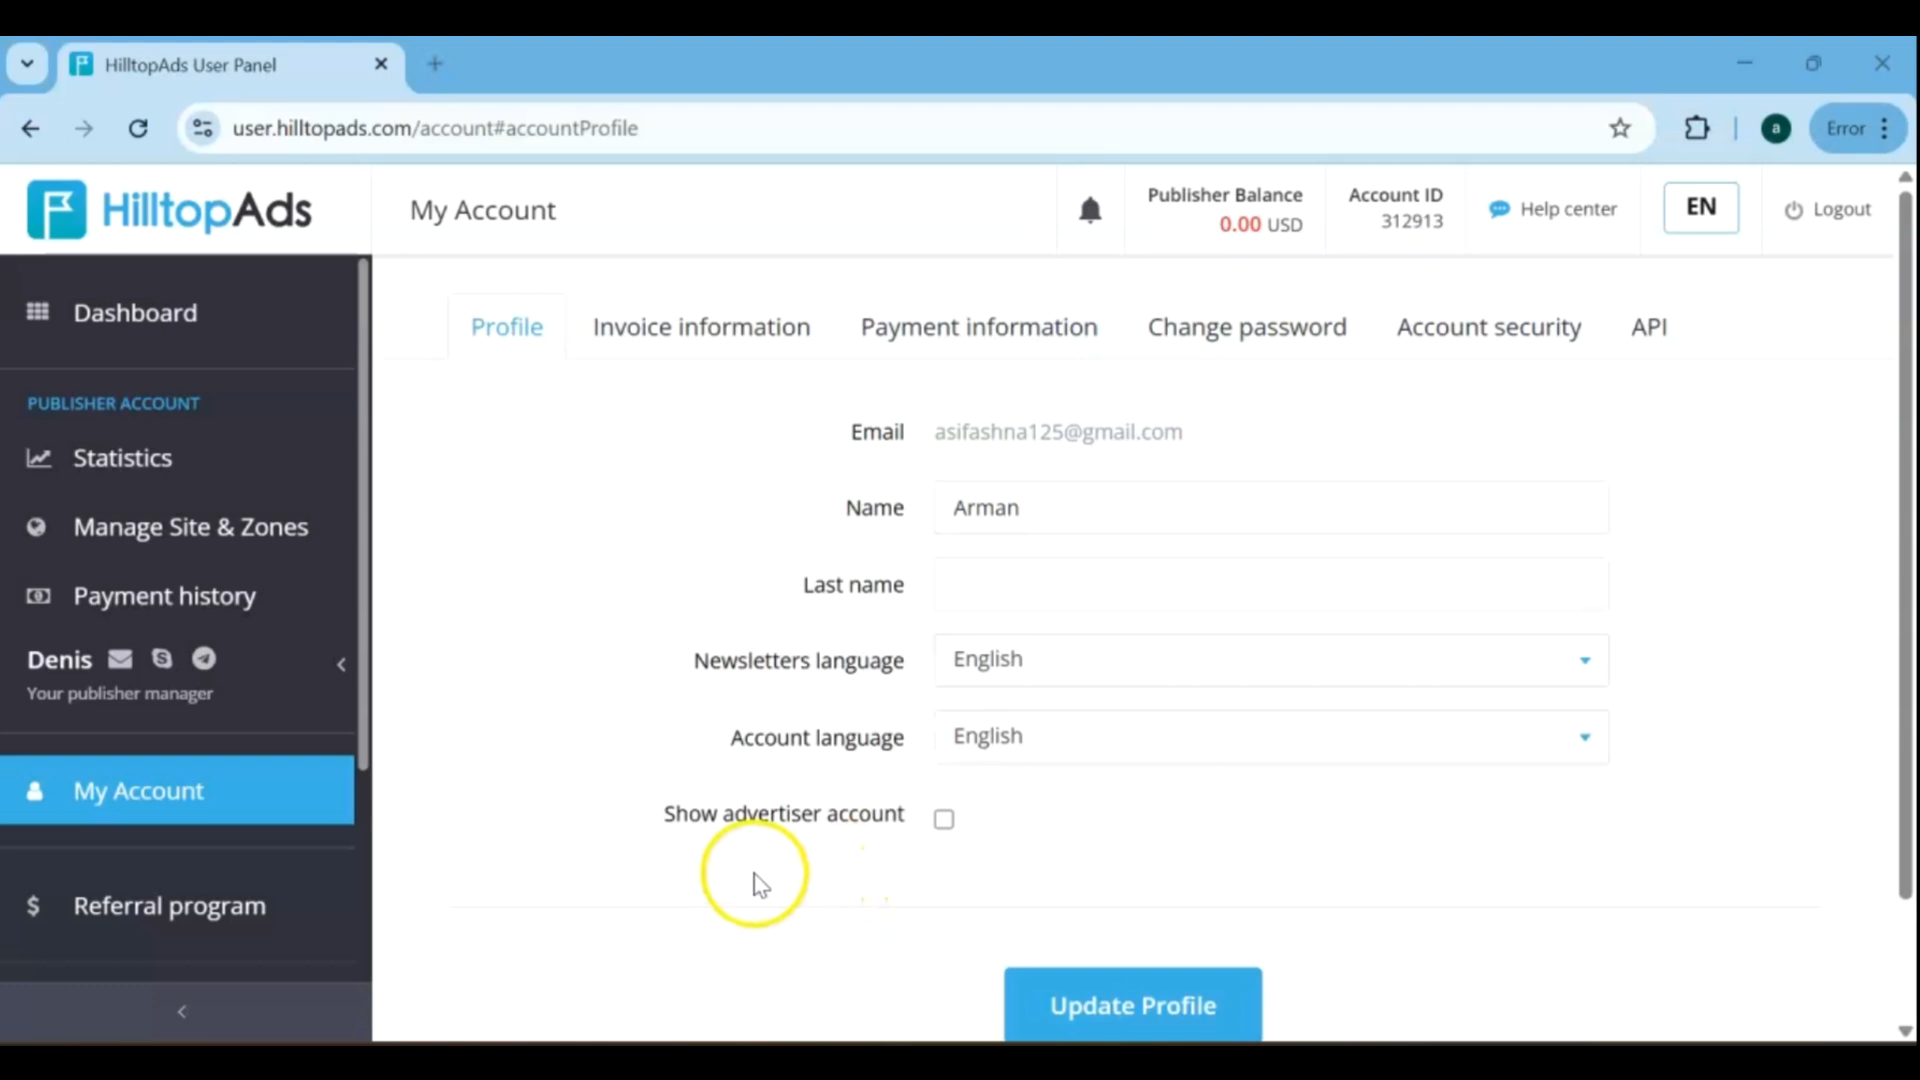 HilltopAds User Panel
user.hilltopads.com/account#accountProfile
a
Error
HilltopAds
My Account
Publisher Balance
0.00 USD
Account ID
312913
Help center
EN
Logout
Dashboard
PUBLISHER ACCOUNT
Statistics
Manage Site & Zones
Payment history
Denis
Your publisher manager
My Account
Referral program
Profile
Invoice information
Payment information
Change password
Account security
API
Email
asifashna125@gmail.com
Name
Arman
Last name
Newsletters language
English
Account language
English
Show advertiser account
Update Profile